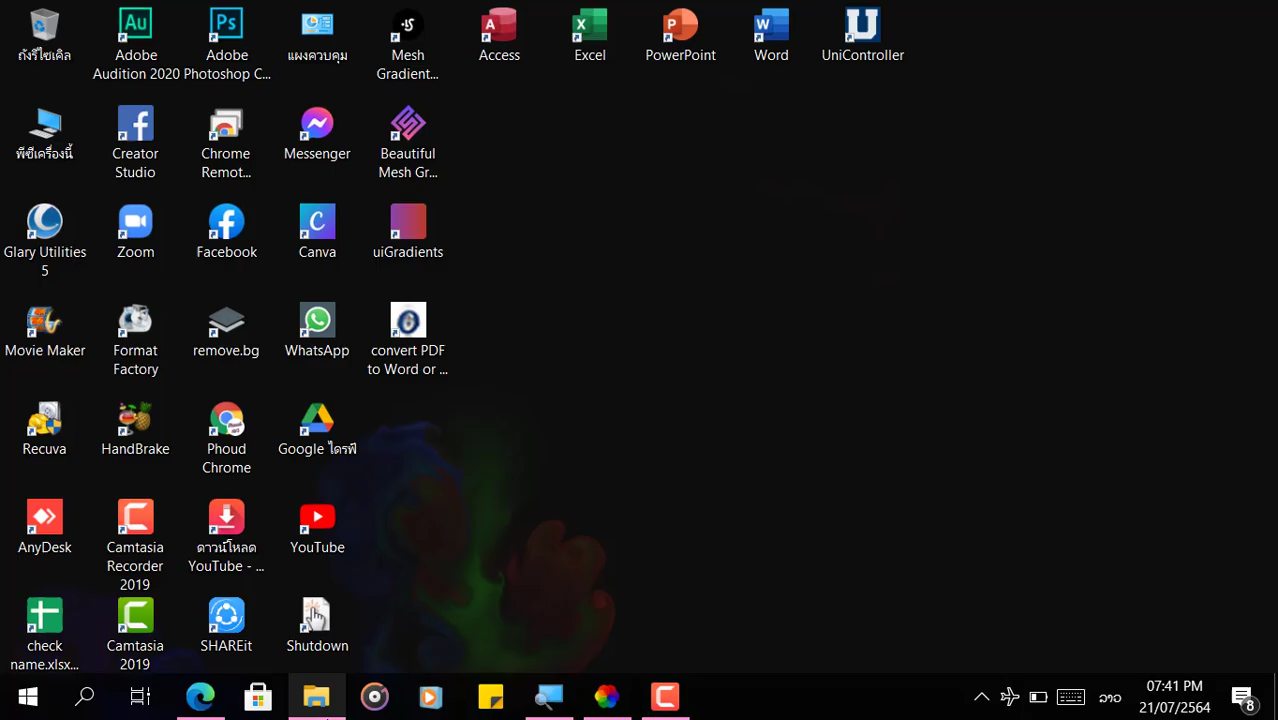 ถังรีไซเคิล
Adobe
Audition 2020
Adobe
Photoshop C...
แผงควบคุม
Mesh
Gradient...
Access
Excel
PowerPoint
Word
UniController
พีซีเครื่องนี้
Creator
Studio
Chrome
Remot...
Messenger
Beautiful
Mesh Gr...
Glary Utilities
5
Zoom
Facebook
Canva
uiGradients
Movie Maker
Format
Factory
remove.bg
WhatsApp
convert PDF
to Word or ...
Recuva
HandBrake
Phoud
Chrome
Google ไดรฟ์
AnyDesk
Camtasia
Recorder
2019
ดาวน์โหลด
YouTube - ...
YouTube
check
name.xlsx...
Camtasia
2019
SHAREit
Shutdown
ລາວ
07:41 PM
21/07/2564
8